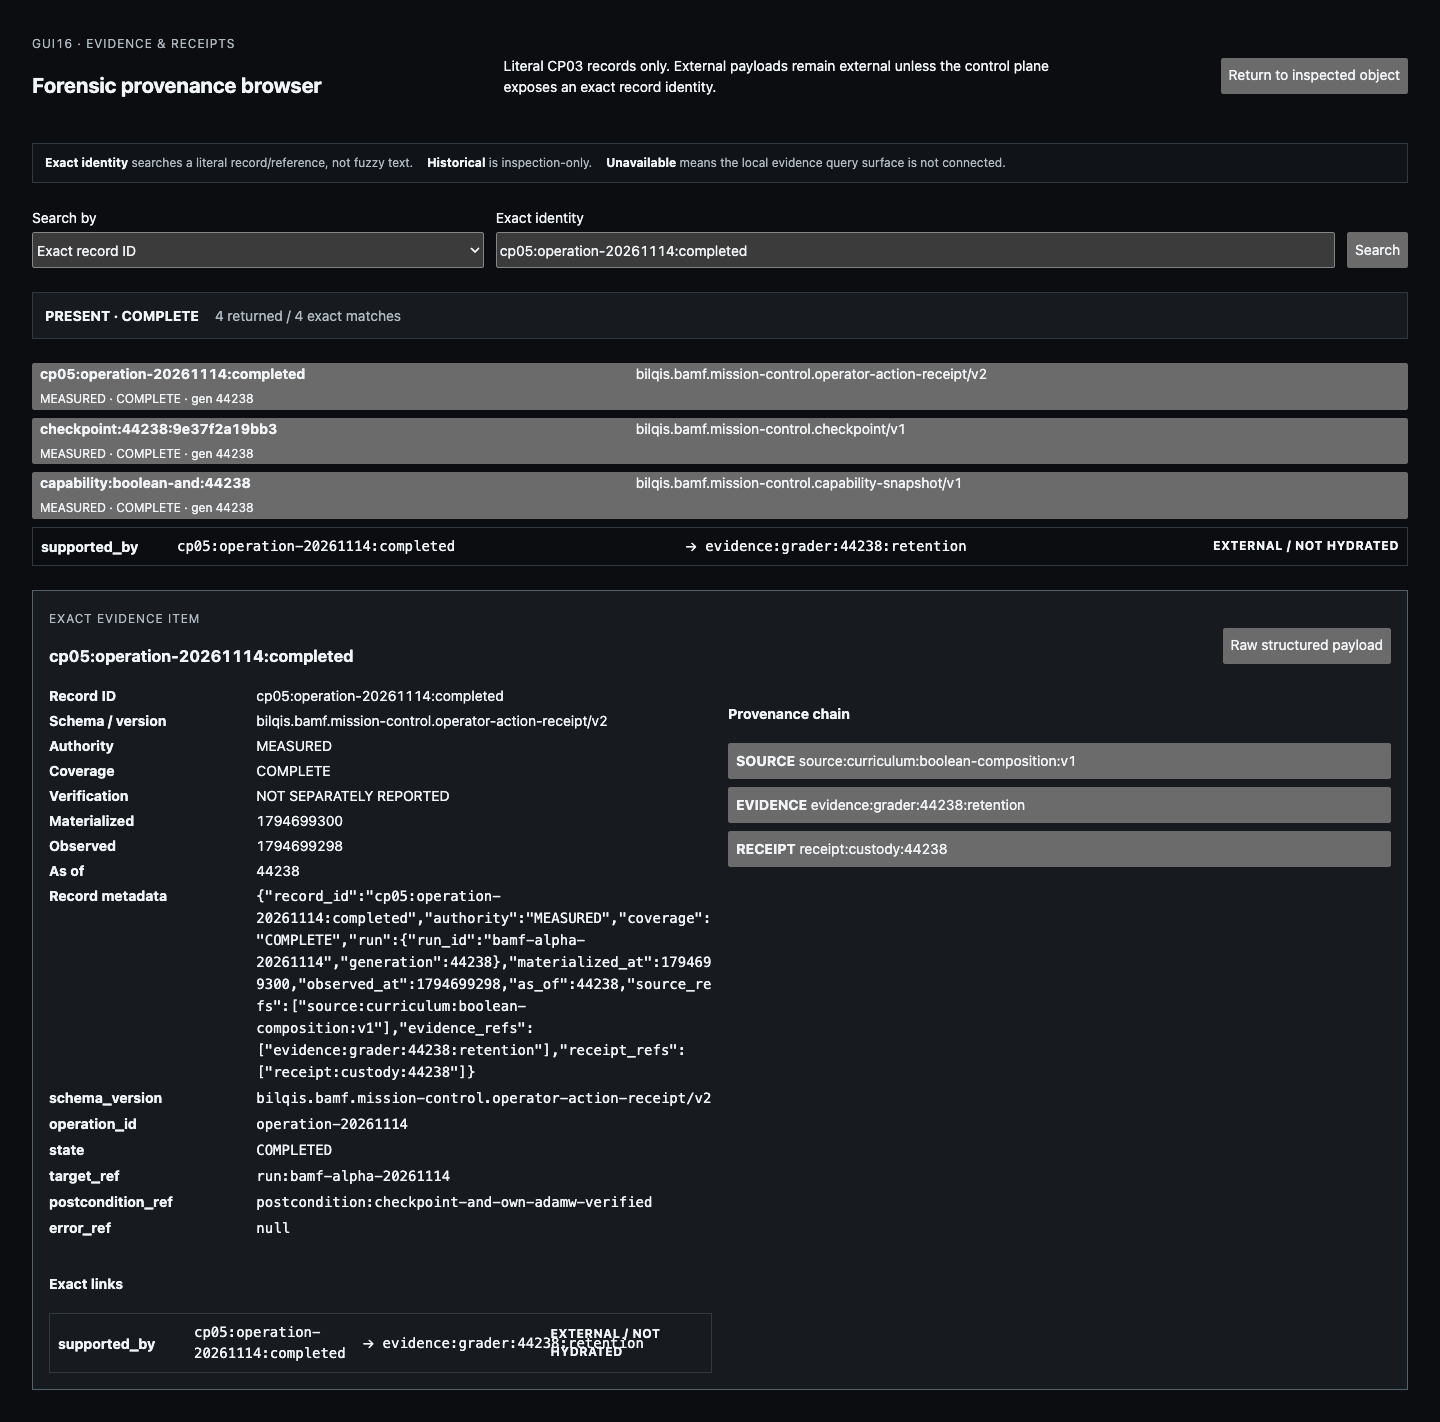 GUI16 · EVIDENCE & RECEIPTS
Forensic provenance browser
Literal CP03 records only. External payloads remain external unless the control plane
exposes an exact record identity.
Return to inspected object
Exact identity searches a literal record/reference, not fuzzy text. Historical is inspection-only. Unavailable means the local evidence query surface is not connected.
Search by
Exact identity
Exact record ID
cp05:operation-20261114:completed
Search
PRESENT · COMPLETE 4 returned / 4 exact matches
cp05:operation-20261114:completed bilqis.bamf.mission-control.operator-action-receipt/v2
MEASURED · COMPLETE · gen 44238
checkpoint:44238:9e37f2a19bb3 bilqis.bamf.mission-control.checkpoint/v1
MEASURED · COMPLETE · gen 44238
capability:boolean-and:44238 bilqis.bamf.mission-control.capability-snapshot/v1
MEASURED · COMPLETE · gen 44238
supported_by cp05:operation-20261114:completed → evidence:grader:44238:retention EXTERNAL / NOT HYDRATED
EXACT EVIDENCE ITEM
cp05:operation-20261114:completed
Raw structured payload
Record ID cp05:operation-20261114:completed
Schema / version bilqis.bamf.mission-control.operator-action-receipt/v2
Authority MEASURED
Coverage COMPLETE
Verification NOT SEPARATELY REPORTED
Materialized 1794699300
Observed 1794699298
As of 44238
Record metadata {"record_id":"cp05:operation-
20261114:completed","authority":"MEASURED","coverage":
"COMPLETE","run":{"run_id":"bamf-alpha-
20261114","generation":44238},"materialized_at":179469
9300,"observed_at":1794699298,"as_of":44238,"source_re
fs":["source:curriculum:boolean-
composition:v1"],"evidence_refs":
["evidence:grader:44238:retention"],"receipt_refs":
["receipt:custody:44238"]}
schema_version bilqis.bamf.mission-control.operator-action-receipt/v2
operation_id operation-20261114
state COMPLETED
target_ref run:bamf-alpha-20261114
postcondition_ref postcondition:checkpoint-and-own-adamw-verified
error_ref null
Provenance chain
SOURCE source:curriculum:boolean-composition:v1
EVIDENCE evidence:grader:44238:retention
RECEIPT receipt:custody:44238
Exact links
supported_by
cp05:operation-
20261114:completed
→ evidence:grader:44238:retention
EXTERNAL / NOT
HYDRATED